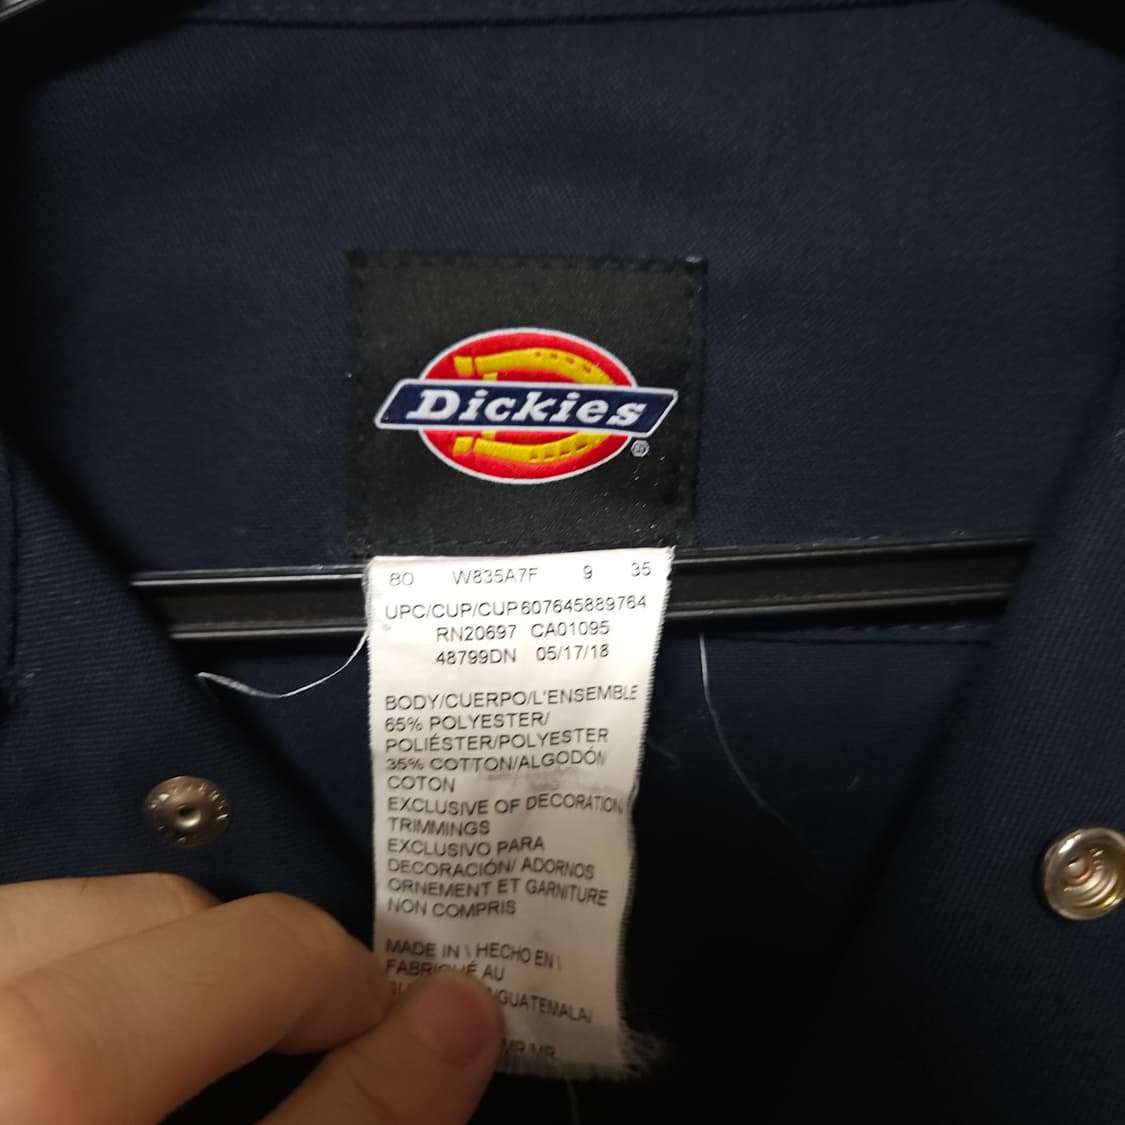 Dickies
®
80 W835A7F 9 35
UPC/CUP/CUP 607645889764
RN20697 CA01095
48799DN 05/17/18
BODY/CUERPO/L'ENSEMBLE
65% POLYESTER/
POLIÉSTER/POLYESTER
35% COTTON/ALGODÓN/
COTON
EXCLUSIVE OF DECORATION
TRIMMINGS
EXCLUSIVO PARA
DECORACIÓN/ ADORNOS
ORNEMENT ET GARNITURE
NON COMPRIS
MADE IN \ HECHO EN \
FABRIQUÉ AU
GUATEMALA/
MR/MR